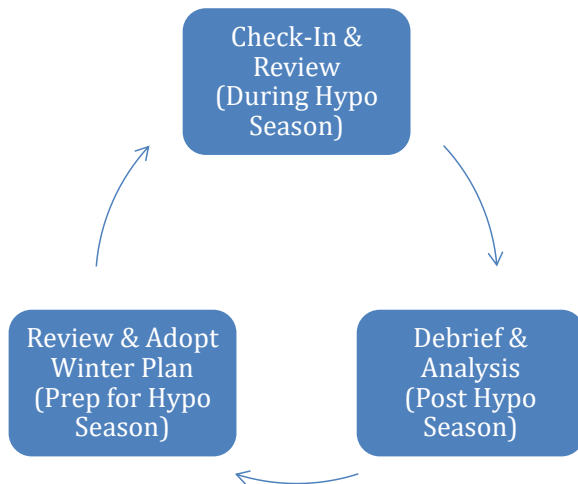 Check-In &
Review
(During Hypo
Season)
Review & Adopt
Winter Plan
(Prep for Hypo
Season)
Debrief &
Analysis
(Post Hypo
Season)